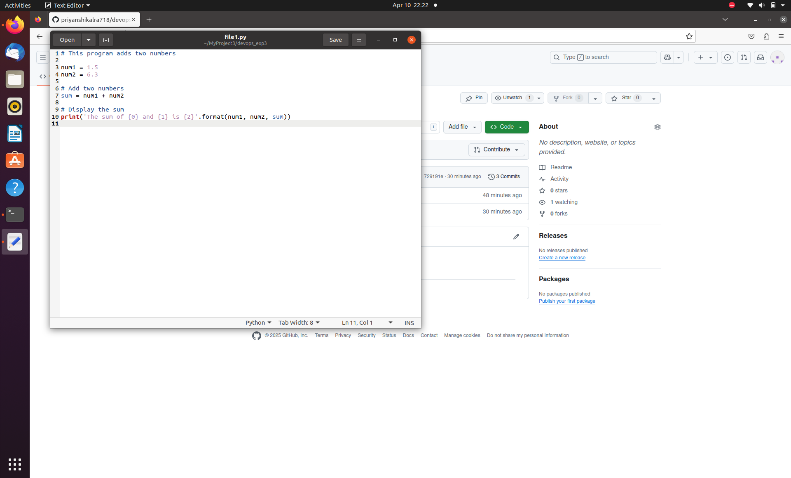 Activities
Text Editor
Apr 10 22:22
priyanshikalra718/devo
Type / to search
Open
File1.py
~/MyProject3/devops_exp3
Save
1 # This program adds two numbers
2
3 num1 = 1.5
4 num2 = 6.3
5
6 # Add two numbers
7 sum = num1 + num2
8
9 # Display the sum
10 print('The sum of {0} and {1} is {2}'.format(num1, num2, sum))
11
Python
Tab Width: 8
Ln 11, Col 1
INS
Pin
Unwatch 1
Fork 0
Star 0
t
Add file
Code
Contribute
729191e · 30 minutes ago
3 Commits
48 minutes ago
30 minutes ago
About
No description, website, or topics
provided.
Readme
Activity
0 stars
1 watching
0 forks
Releases
No releases published
Create a new release
Packages
No packages published
Publish your first package
© 2025 GitHub, Inc.
Terms
Privacy
Security
Status
Docs
Contact
Manage cookies
Do not share my personal information